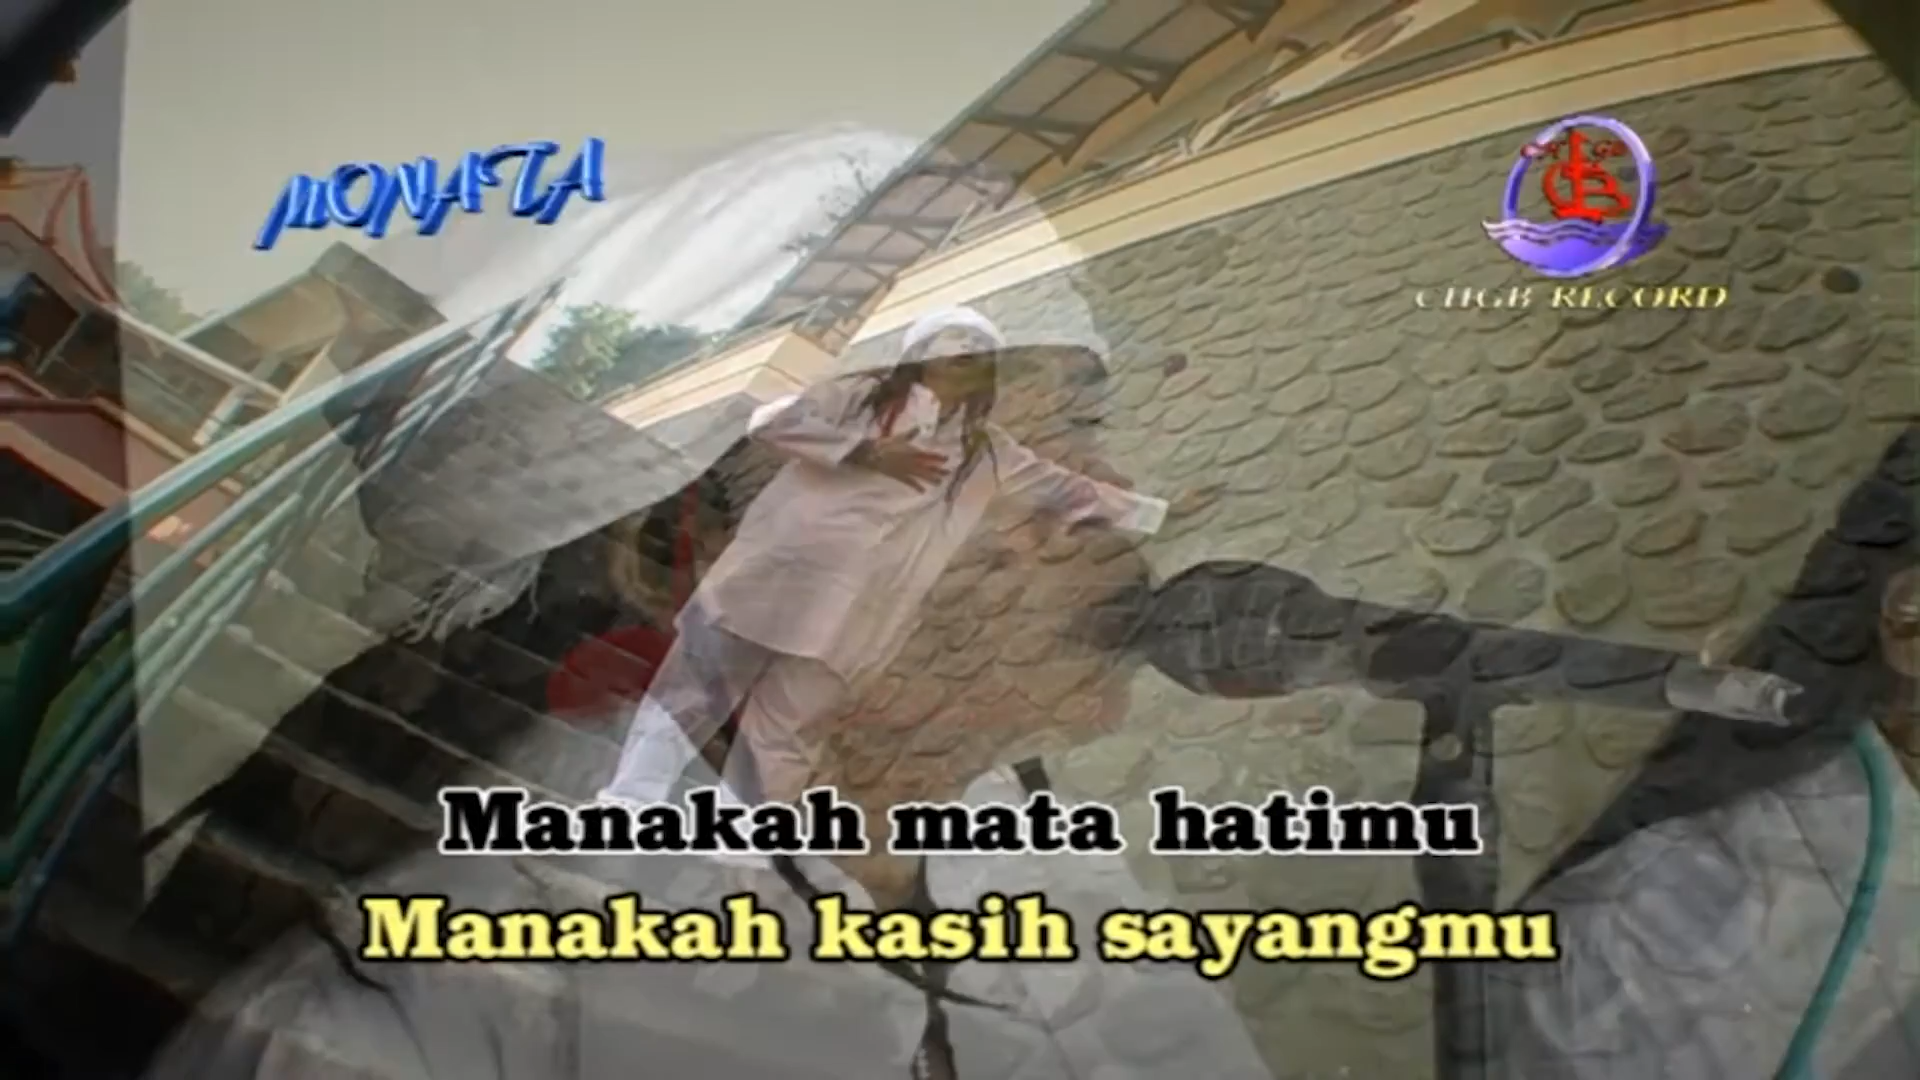 MONATA
CHGB RECORD
Manakah mata hatimu
Manakah kasih sayangmu